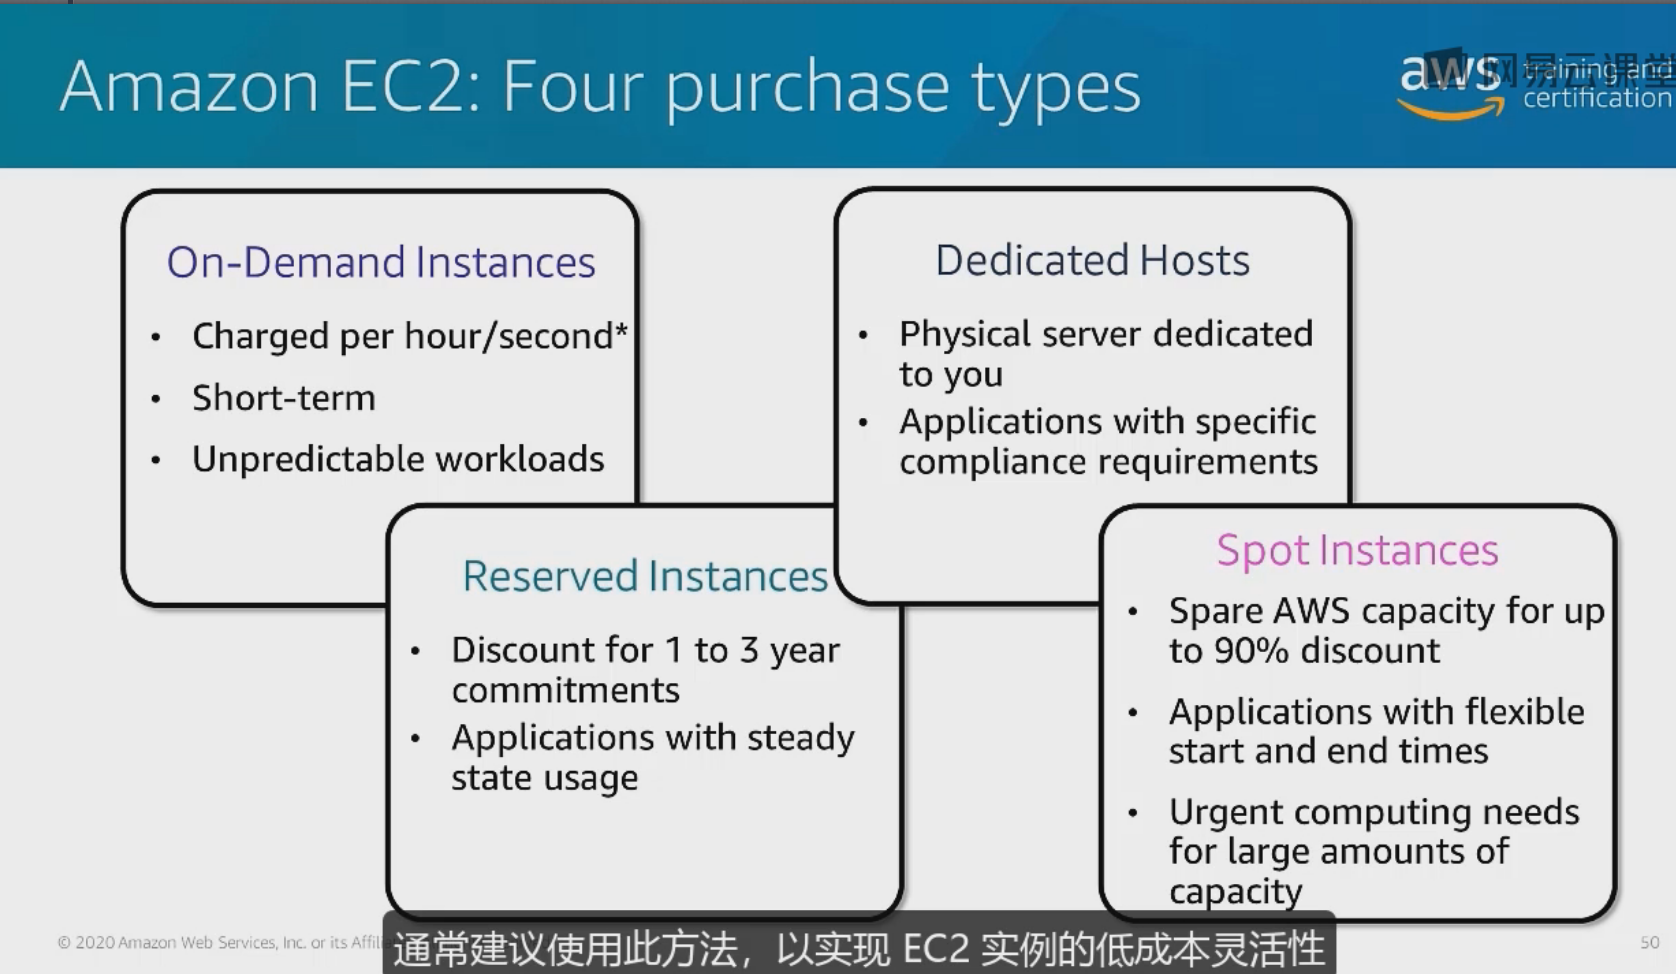 Amazon EC2: Four purchase types
aws training and
certification
网易云课堂
On-Demand Instances
• Charged per hour/second*
• Short-term
• Unpredictable workloads
Dedicated Hosts
• Physical server dedicated
to you
• Applications with specific
compliance requirements
Reserved Instances
• Discount for 1 to 3 year
commitments
• Applications with steady
state usage
Spot Instances
• Spare AWS capacity for up
to 90% discount
• Applications with flexible
start and end times
• Urgent computing needs
for large amounts of
capacity
© 2020 Amazon Web Services, Inc. or its
通常建议使用此方法，以实现 EC2 实例的低成本灵活性
50